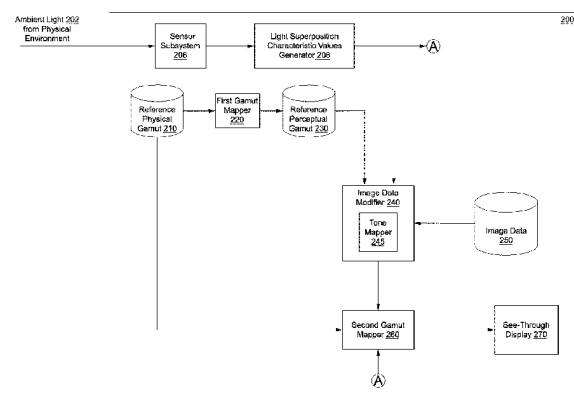 Ambient Light 202
from Physical
Environment
200
Sensor
Subsystem
206
Light Superposition
Characteristic Values
Generator 208
A
Reference
Physical
Gamut 210
First Gamut
Mapper
220
Reference
Perceptual
Gamut 230
Image Data
Modifier 240
Tone
Mapper
245
Image Data
250
Second Gamut
Mapper 260
See-Through
Display 270
A